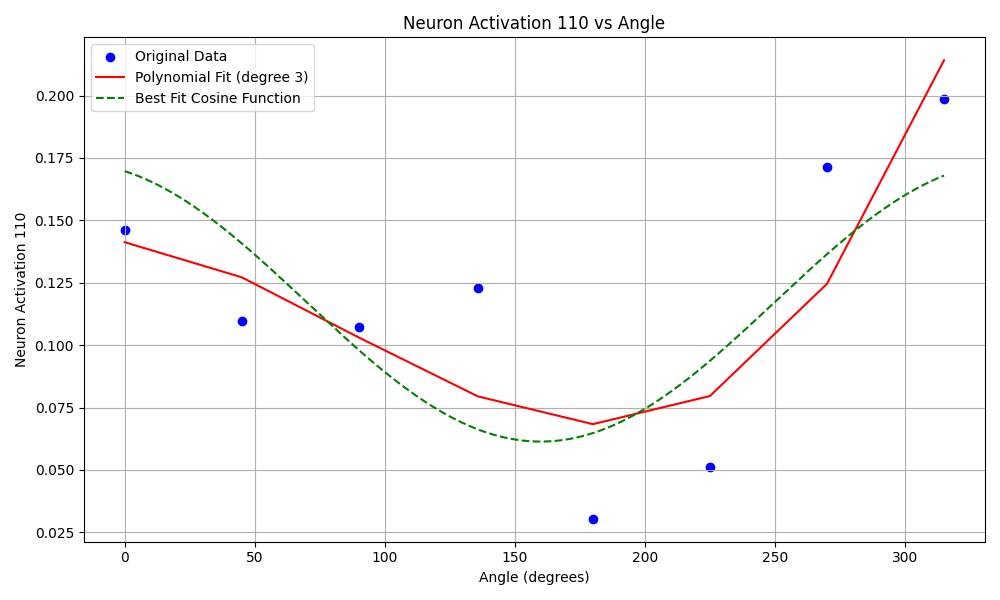 Neuron Activation 110 vs Angle
Original Data
Polynomial Fit (degree 3)
Best Fit Cosine Function
Neuron Activation 110
0.200
0.175
0.150
0.125
0.100
0.075
0.050
0.025
0 50 100 150 200 250 300
Angle (degrees)